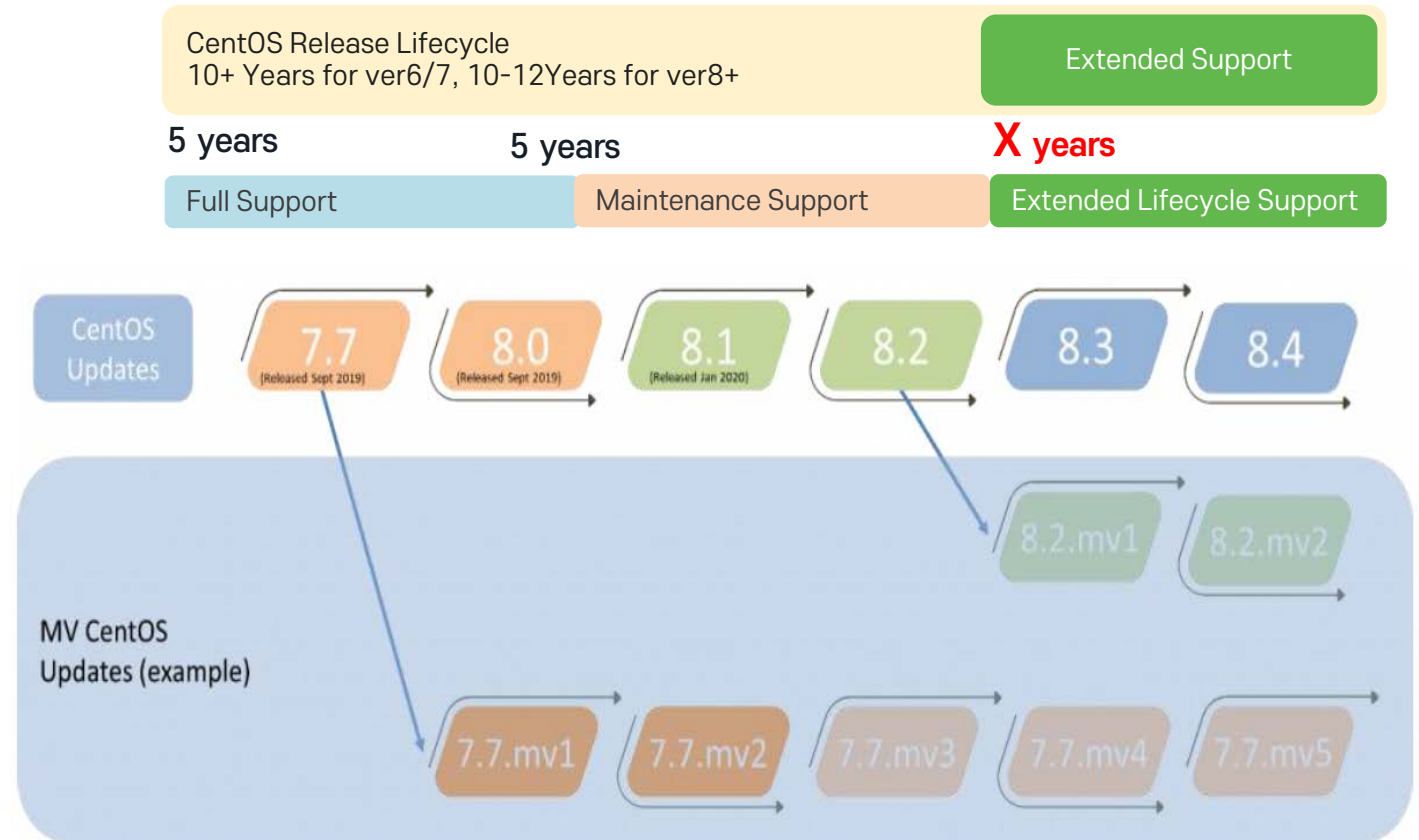 CentOS Release Lifecycle
10+ Years for ver6/7, 10-12Years for ver8+
Extended Support
5 years
5 years
X years
Full Support
Maintenance Support
Extended Lifecycle Support
CentOS
Updates
7.7
(Released Sept 2019)
8.0
(Released Sept 2019)
8.1
(Released Jan 2020)
8.2
8.3
8.4
8.2.mv1
8.2.mv2
MV CentOS
Updates (example)
7.7.mv1
7.7.mv2
7.7.mv3
7.7.mv4
7.7.mv5